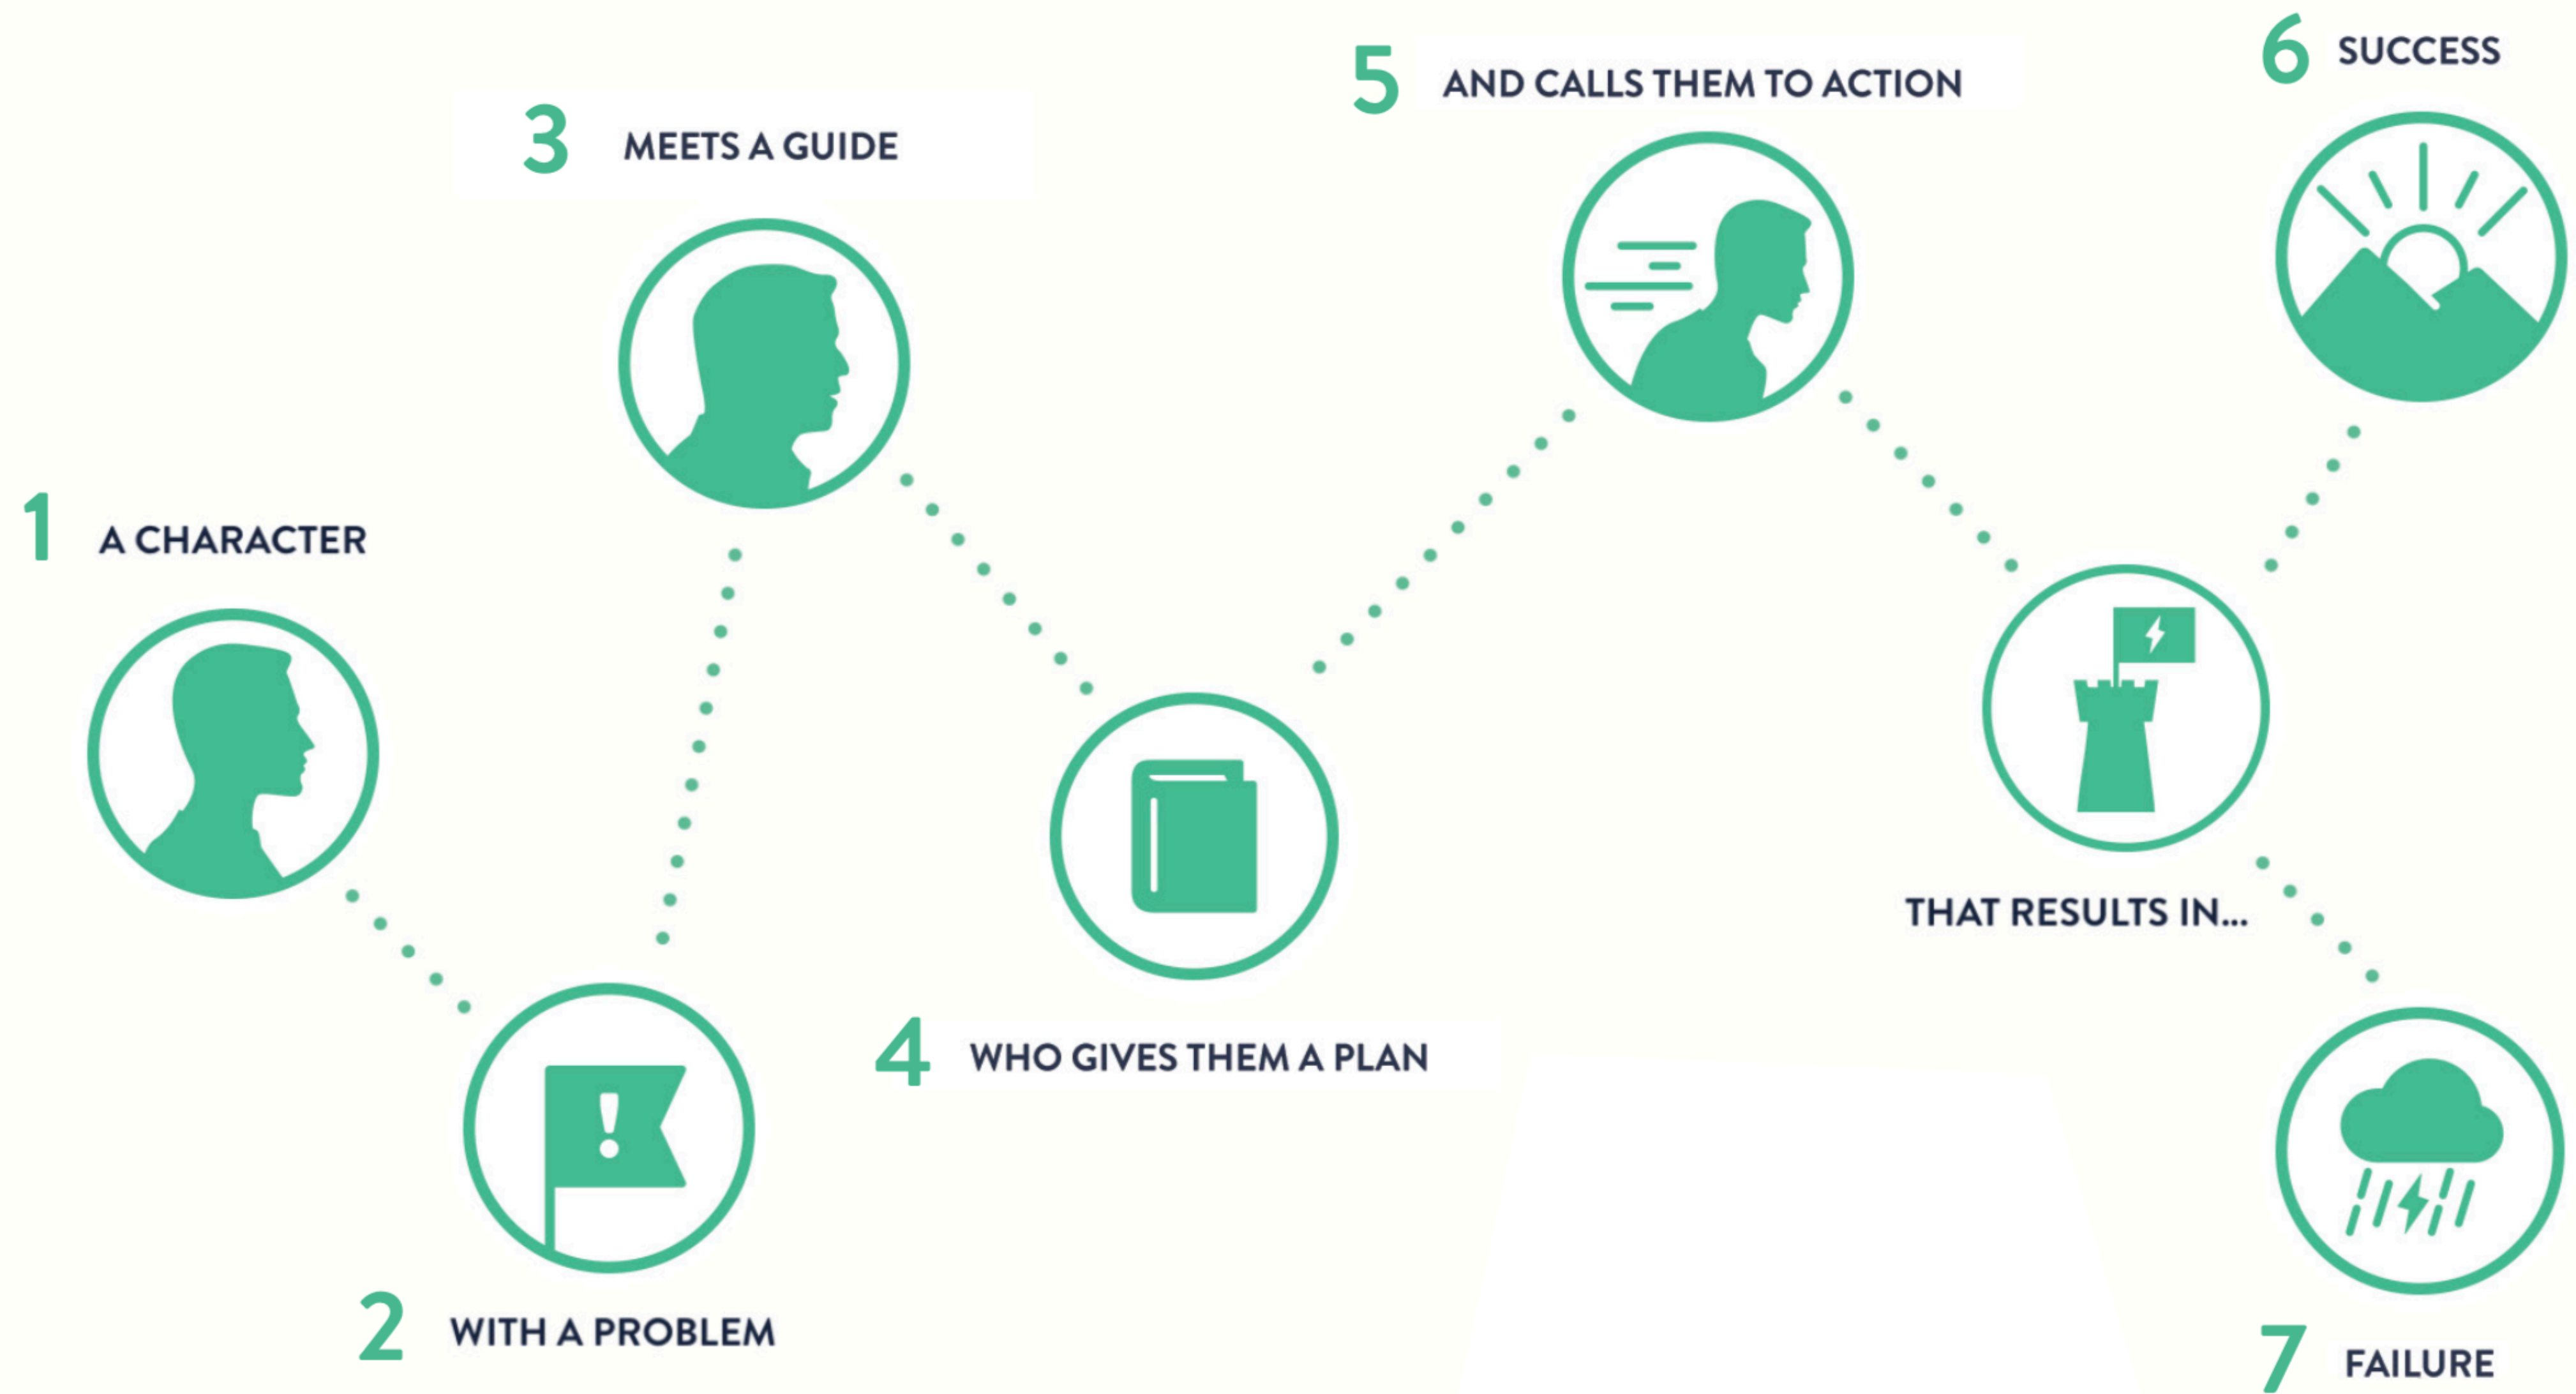 1 A CHARACTER
2 WITH A PROBLEM
3 MEETS A GUIDE
4 WHO GIVES THEM A PLAN
5 AND CALLS THEM TO ACTION
THAT RESULTS IN...
6 SUCCESS
7 FAILURE